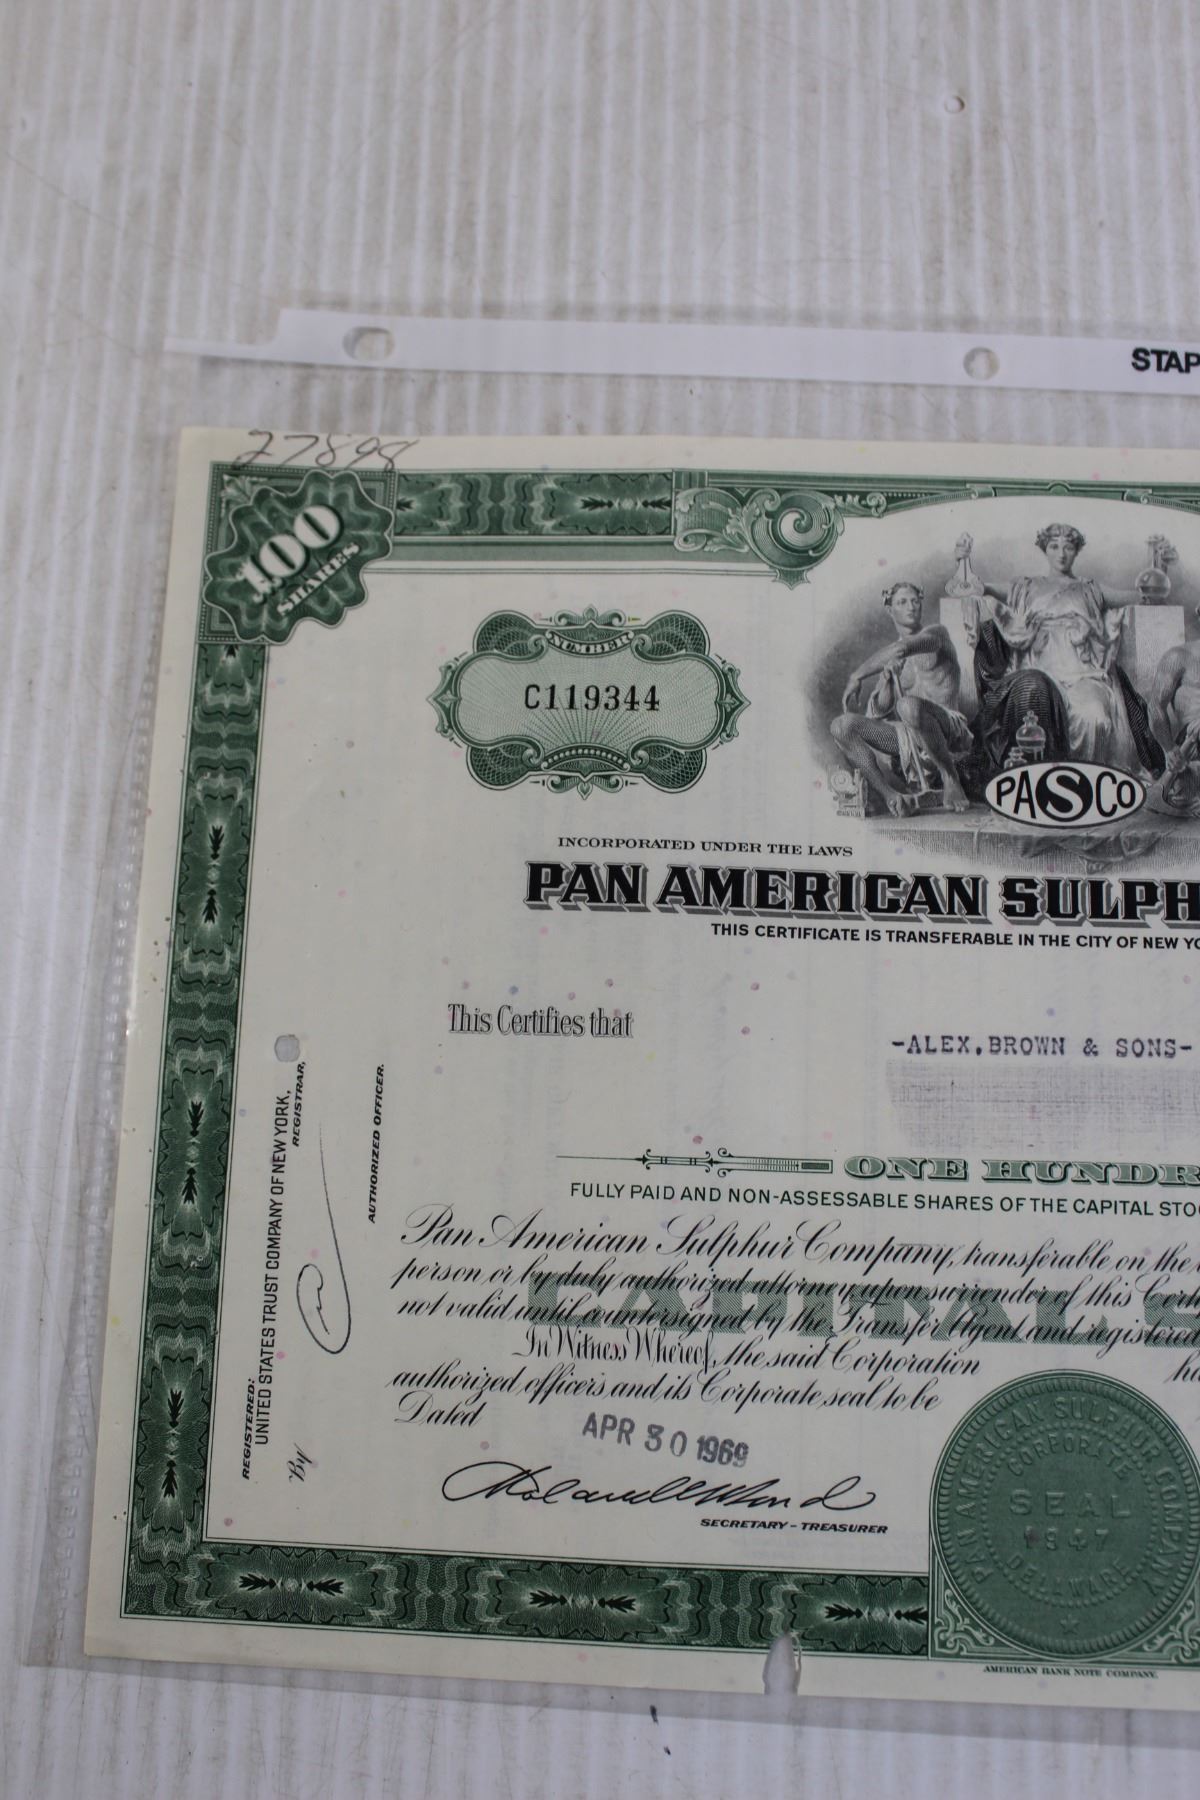 STAP
27898
100
SHARES
NUMBER
C119344
PASCO
INCORPORATED UNDER THE LAWS
PAN AMERICAN SULPH
THIS CERTIFICATE IS TRANSFERABLE IN THE CITY OF NEW YO
This Certifies that
-ALEX. BROWN & SONS-
ONE HUNDR
FULLY PAID AND NON-ASSESSABLE SHARES OF THE CAPITAL STOC
Pan American Sulphur Company, transferable on the
person or by duly authorized attorney upon surrender of this Certi
not valid until countersigned by the Transfer Agent and registered
In Witness Whereof, the said Corporation ha
authorized officers and its Corporate seal to be
Dated
APR 30 1969
SECRETARY - TREASURER
REGISTERED:
UNITED STATES TRUST COMPANY OF NEW YORK,
REGISTRAR,
By
AUTHORIZED OFFICER.
PAN AMERICAN SULPHUR COMPANY
CORPORATE
SEAL
1947
DELAWARE
AMERICAN BANK NOTE COMPANY.